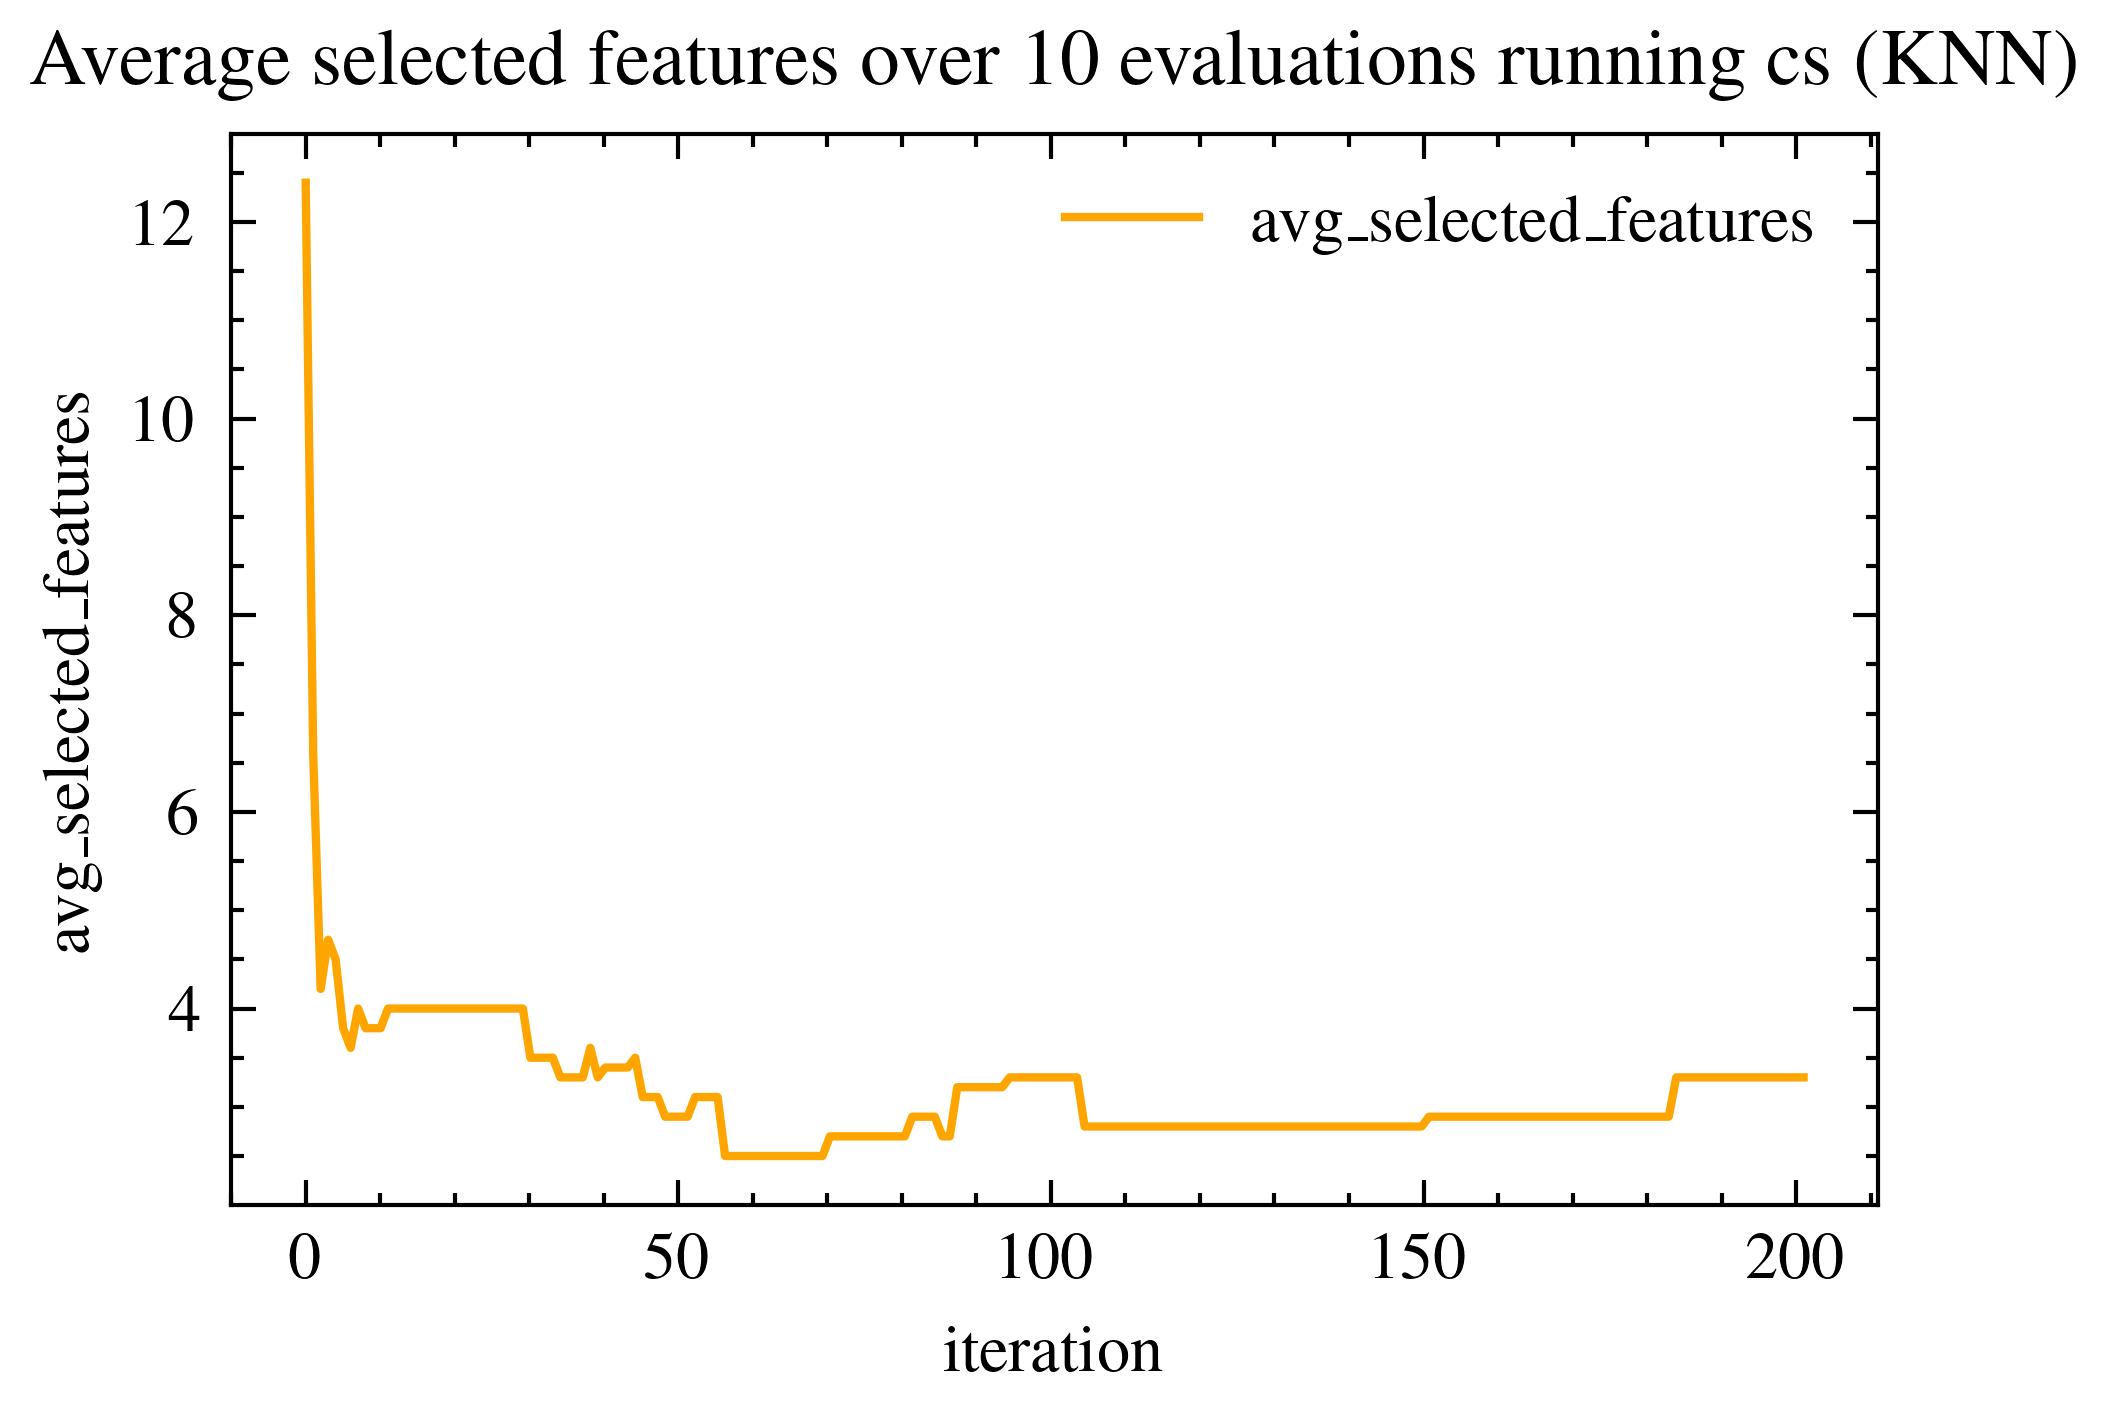 Average selected features over 10 evaluations running cs (KNN)
avg_selected_features
12
10
8
6
4
avg_selected_features
0 50 100 150 200
iteration